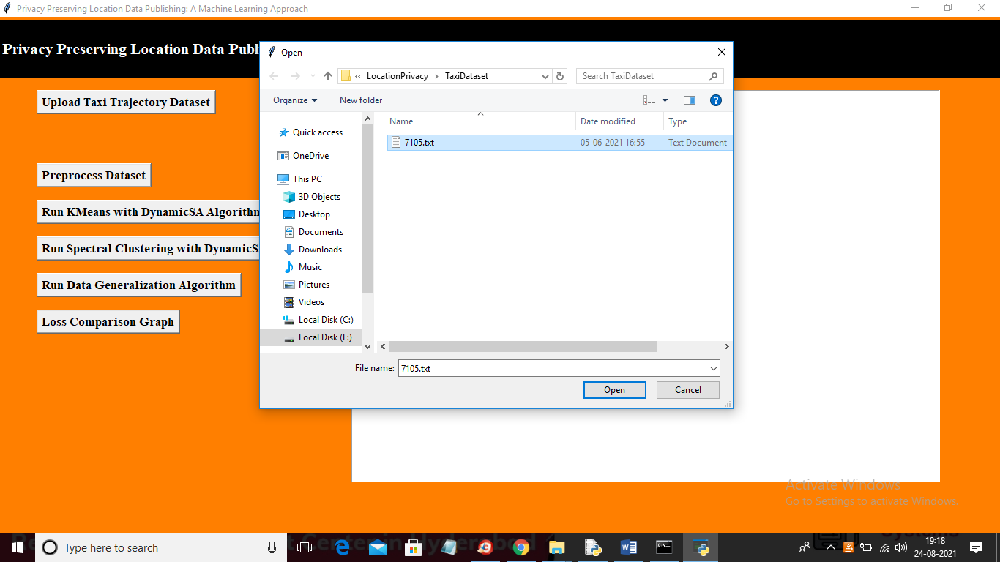 Privacy Preserving Location Data Publishing: A Machine Learning Approach
Privacy Preserving Location Data Publ
Open
« LocationPrivacy › TaxiDataset
Search TaxiDataset
Organize
New folder
Name
Date modified
Type
7105.txt
05-06-2021 16:55
Text Document
Quick access
OneDrive
This PC
3D Objects
Desktop
Documents
Downloads
Music
Pictures
Videos
Local Disk (C:)
Local Disk (E:)
File name:
7105.txt
Open
Cancel
Upload Taxi Trajectory Dataset
Preprocess Dataset
Run KMeans with DynamicSA Algorithm
Run Spectral Clustering with DynamicS
Run Data Generalization Algorithm
Loss Comparison Graph
Activate Windows
Go to Settings to activate Windows.
Type here to search
19:18
24-08-2021